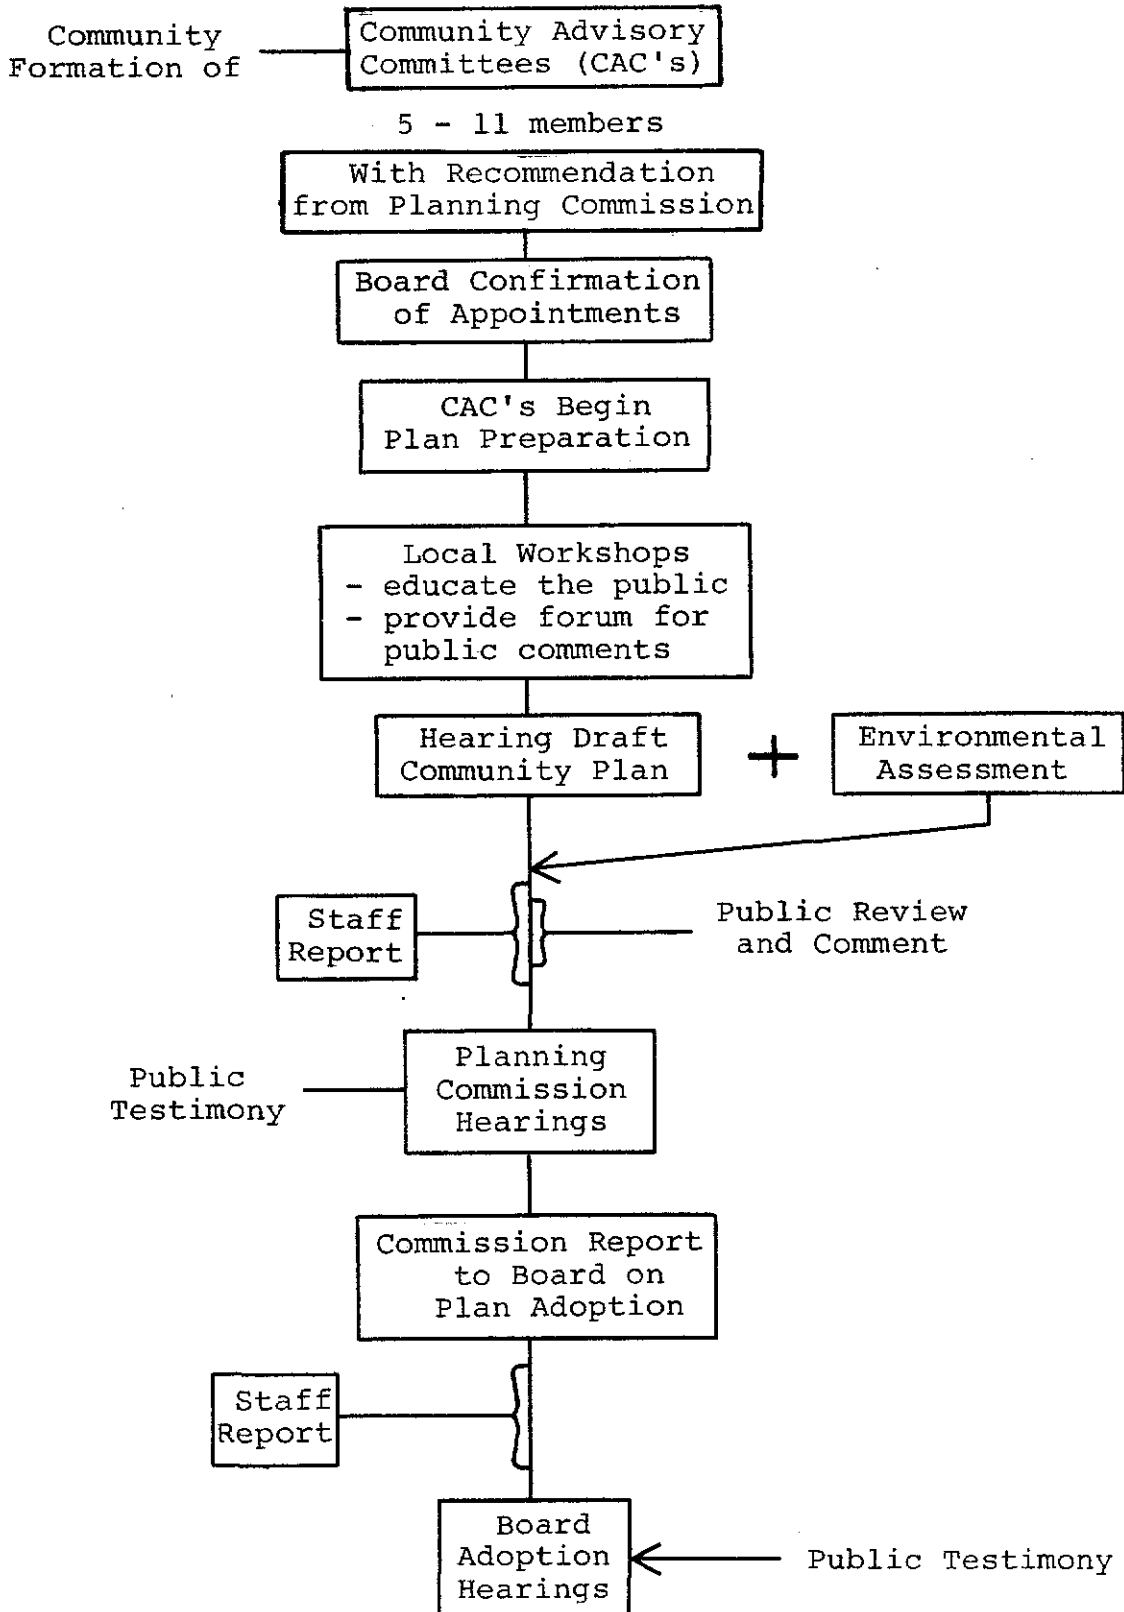 Community
Formation of
Community Advisory
Committees (CAC's)
5 - 11 members
With Recommendation
from Planning Commission
Board Confirmation
of Appointments
CAC's Begin
Plan Preparation
Local Workshops
- educate the public
- provide forum for
public comments
Hearing Draft
Community Plan
+
Environmental
Assessment
Staff
Report
Public Review
and Comment
Public
Testimony
Planning
Commission
Hearings
Commission Report
to Board on
Plan Adoption
Staff
Report
Board
Adoption
Hearings
Public Testimony